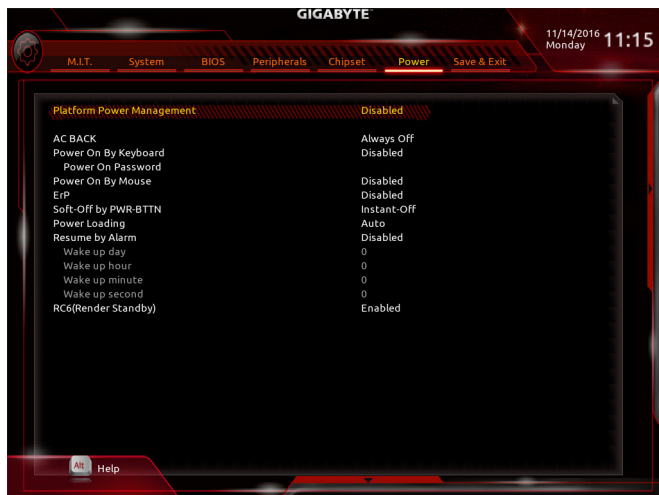 GIGABYTE™
11/14/2016 11:15
Monday
M.I.T. System BIOS Peripherals Chipset Power Save & Exit
Platform Power Management Disabled
AC BACK Always Off
Power On By Keyboard Disabled
Power On Password
Power On By Mouse Disabled
ErP Disabled
Soft-Off by PWR-BTTN Instant-Off
Power Loading Auto
Resume by Alarm Disabled
Wake up day 0
Wake up hour 0
Wake up minute 0
Wake up second 0
RC6(Render Standby) Enabled
Alt Help